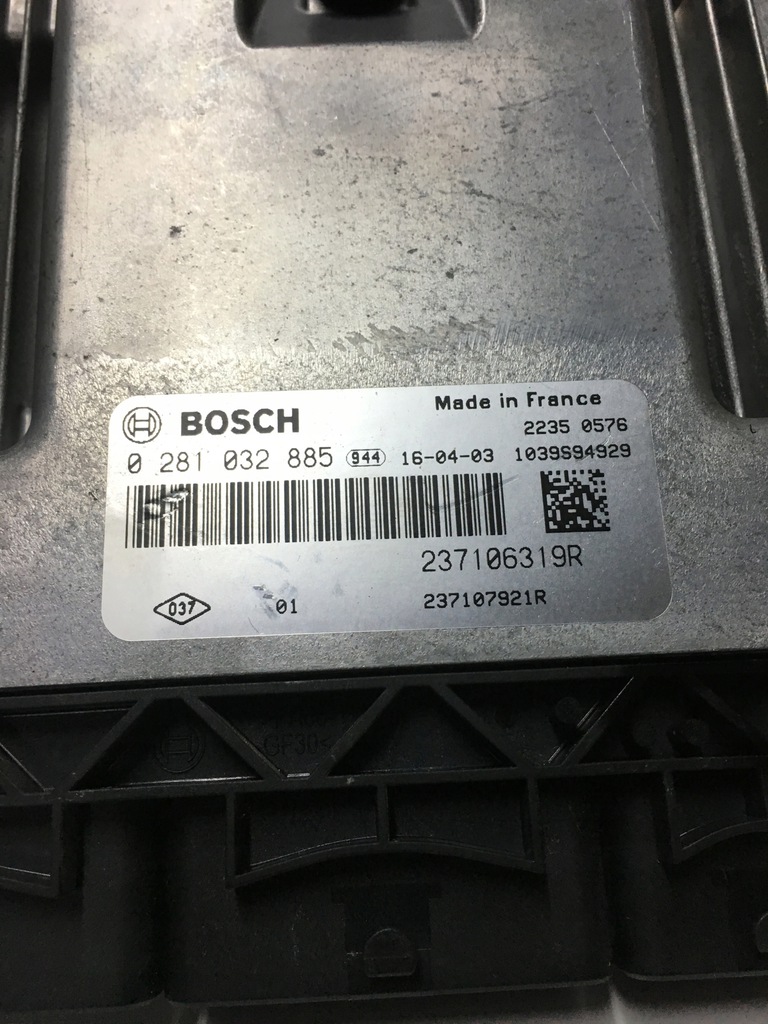 BOSCH
Made in France
2235 0576
0 281 032 885 944 16-04-03 1039S94929
237106319R
037 01 237107921R
GF30<